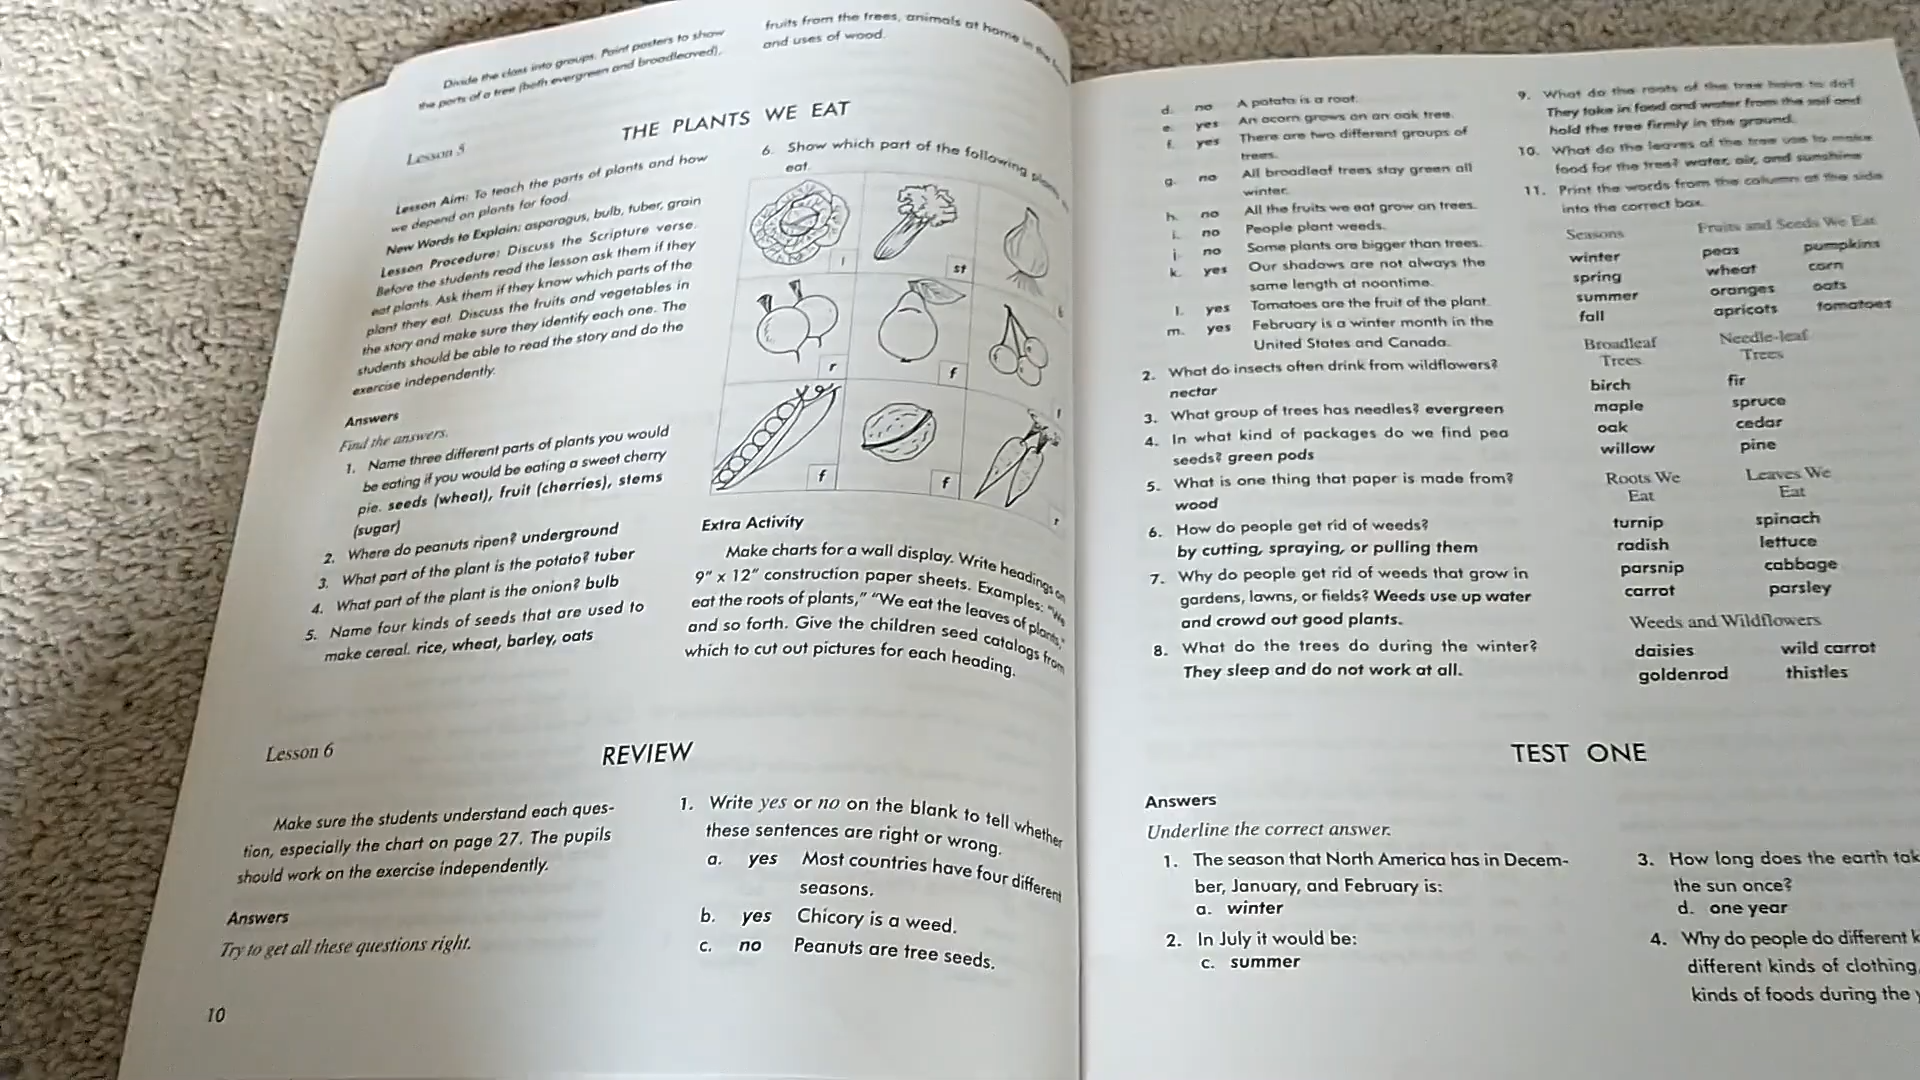 Divide the class into groups. Paint posters to show
the parts of a tree (both evergreen and broadleaved),
fruits from the trees, animals at home in the
and uses of wood.
THE PLANTS WE EAT
Lesson 5
Lesson Aim: To teach the parts of plants and how
we depend on plants for food.
New Words to Explain: asparagus, bulb, tuber, grain
Lesson Procedure: Discuss the Scripture verse.
Before the students read the lesson ask them if they
eat plants. Ask them if they know which parts of the
plant they eat. Discuss the fruits and vegetables in
the story and make sure they identify each one. The
students should be able to read the story and do the
exercise independently.
Answers
Find the answers.
1. Name three different parts of plants you would
be eating if you would be eating a sweet cherry
pie. seeds (wheat), fruit (cherries), stems
(sugar)
2. Where do peanuts ripen? underground
3. What part of the plant is the potato? tuber
4. What part of the plant is the onion? bulb
5. Name four kinds of seeds that are used to
make cereal. rice, wheat, barley, oats
6. Show which part of the following plants
eat.
l
st
b
r
f
f
f
f
r
Extra Activity
Make charts for a wall display. Write headings on
9" x 12" construction paper sheets. Examples: "We
eat the roots of plants," "We eat the leaves of plants,"
and so forth. Give the children seed catalogs from
which to cut out pictures for each heading.
Lesson 6
REVIEW
Make sure the students understand each ques-
tion, especially the chart on page 27. The pupils
should work on the exercise independently.
Answers
Try to get all these questions right.
1. Write yes or no on the blank to tell whether
these sentences are right or wrong.
a. yes Most countries have four different
seasons.
b. yes Chicory is a weed.
c. no Peanuts are tree seeds.
10
d. no A potato is a root.
e. yes An acorn grows on an oak tree.
f. yes There are two different groups of
trees.
g. no All broadleaf trees stay green all
winter.
h. no All the fruits we eat grow on trees.
i. no People plant weeds.
j. no Some plants are bigger than trees.
k. yes Our shadows are not always the
same length at noontime.
l. yes Tomatoes are the fruit of the plant.
m. yes February is a winter month in the
United States and Canada.
2. What do insects often drink from wildflowers?
nectar
3. What group of trees has needles? evergreen
4. In what kind of packages do we find pea
seeds? green pods
5. What is one thing that paper is made from?
wood
6. How do people get rid of weeds?
by cutting, spraying, or pulling them
7. Why do people get rid of weeds that grow in
gardens, lawns, or fields? Weeds use up water
and crowd out good plants.
8. What do the trees do during the winter?
They sleep and do not work at all.
9. What do the roots of the tree have to do?
They take in food and water from the soil and
hold the tree firmly in the ground.
10. What do the leaves of the tree use to make
food for the tree? water, air, and sunshine
11. Print the words from the column at the side
into the correct box.
Seasons Fruits and Seeds We Eat
winter peas pumpkins
spring wheat corn
summer oranges oats
fall apricots tomatoes
Broadleaf Needle-leaf
Trees Trees
birch fir
maple spruce
oak cedar
willow pine
Roots We Leaves We
Eat Eat
turnip spinach
radish lettuce
parsnip cabbage
carrot parsley
Weeds and Wildflowers
daisies wild carrot
goldenrod thistles
TEST ONE
Answers
Underline the correct answer.
1. The season that North America has in Decem-
ber, January, and February is:
a. winter
2. In July it would be:
c. summer
3. How long does the earth tak
the sun once?
d. one year
4. Why do people do different k
different kinds of clothing,
kinds of foods during the